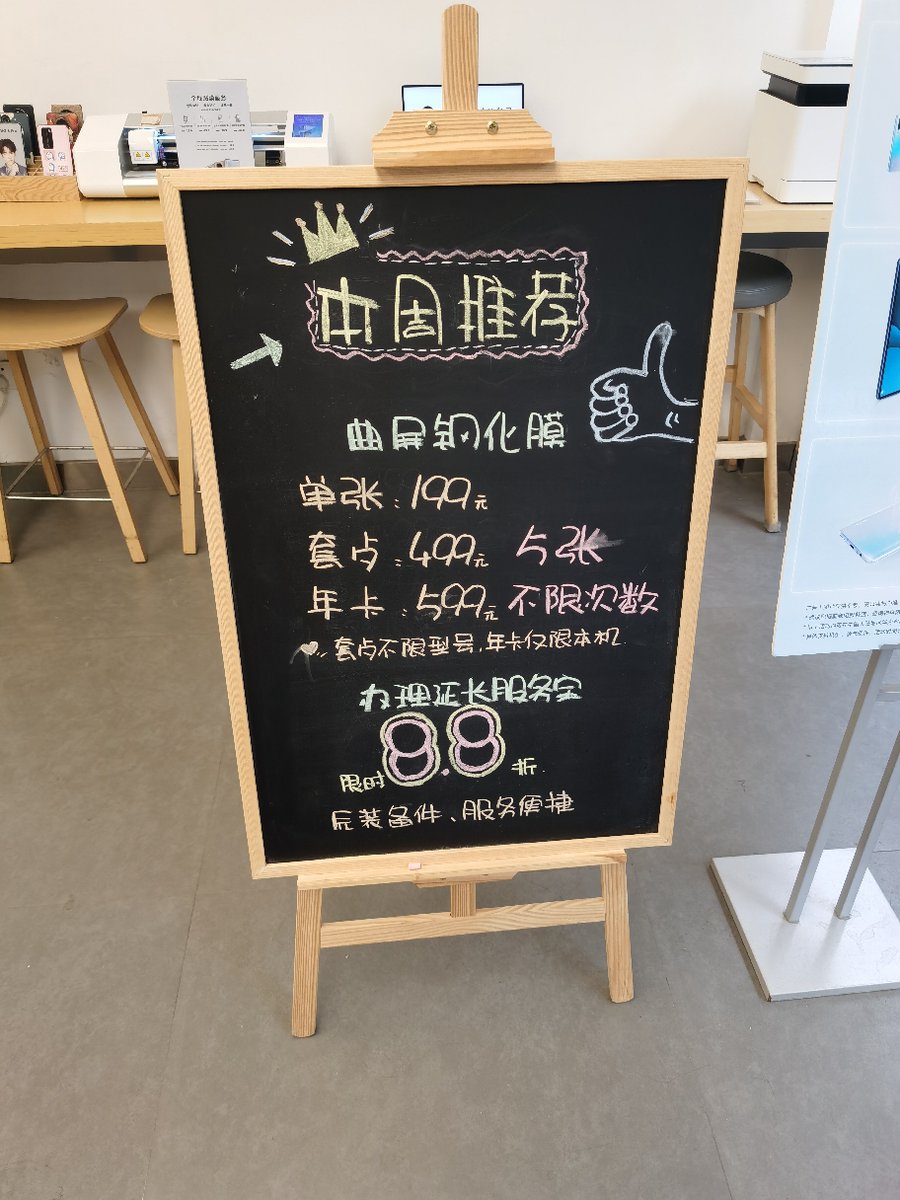 本周推荐
曲屏钢化膜
单张：199元
套点：499元 5张
年卡：599元 不限次数
套点不限型号，年卡仅限本机
办理延长服务宝
限时8.8折.
原装备件、服务便捷